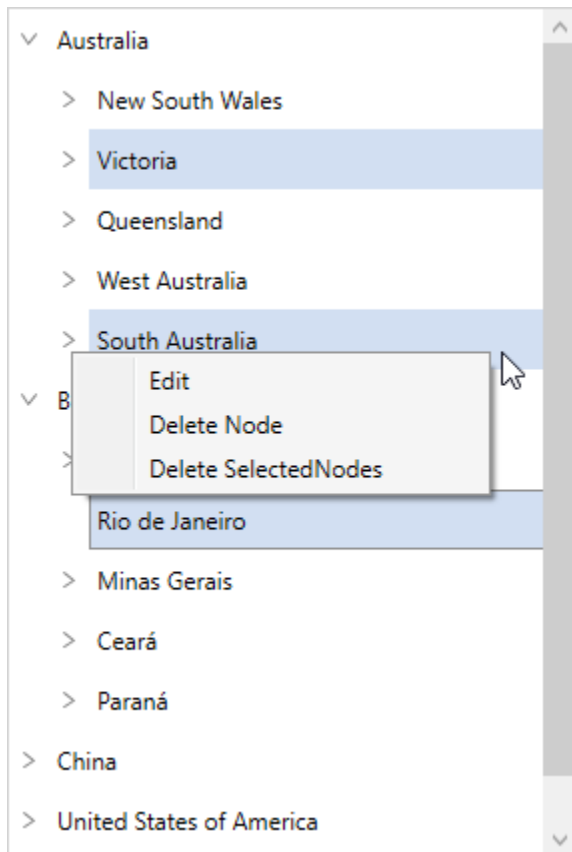 Australia
New South Wales
Victoria
Queensland
West Australia
South Australia
Edit
B
Delete Node
Delete SelectedNodes
Rio de Janeiro
Minas Gerais
Ceará
Paraná
China
United States of America